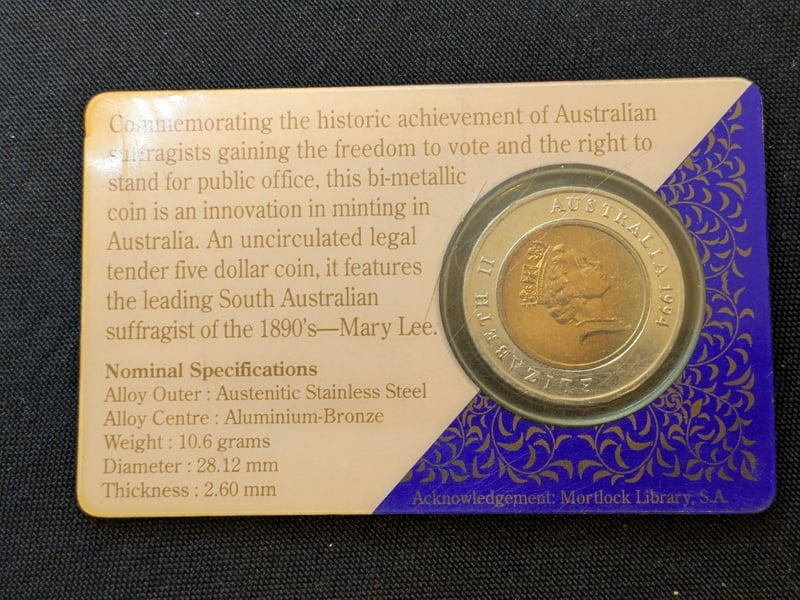 Commemorating the historic achievement of Australian
suffragists gaining the freedom to vote and the right to
stand for public office, this bi-metallic
coin is an innovation in minting in
Australia. An uncirculated legal
tender five dollar coin, it features
the leading South Australian
suffragist of the 1890's—Mary Lee.
Nominal Specifications
Alloy Outer : Austenitic Stainless Steel
Alloy Centre : Aluminium-Bronze
Weight : 10.6 grams
Diameter : 28.12 mm
Thickness : 2.60 mm
ELIZABETH II AUSTRALIA 1994
Acknowledgement: Mortlock Library, S.A.